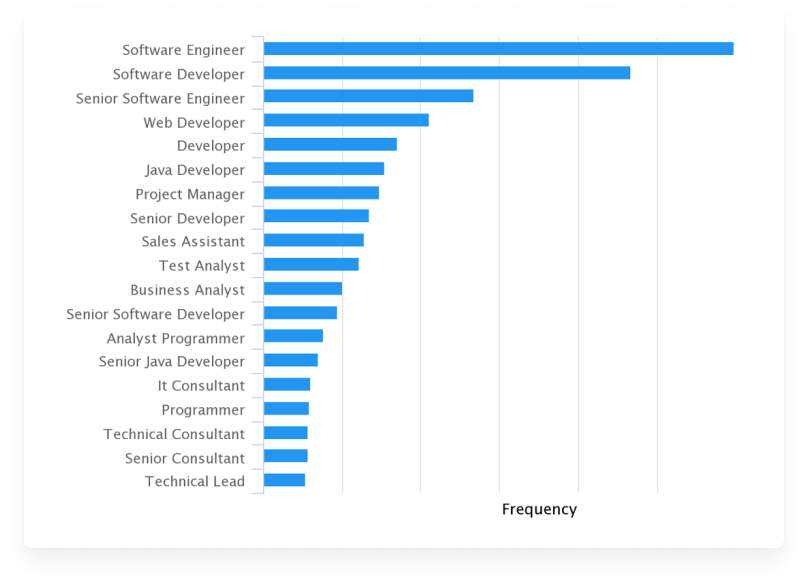 Software Engineer
Software Developer
Senior Software Engineer
Web Developer
Developer
Java Developer
Project Manager
Senior Developer
Sales Assistant
Test Analyst
Business Analyst
Senior Software Developer
Analyst Programmer
Senior Java Developer
It Consultant
Programmer
Technical Consultant
Senior Consultant
Technical Lead
Frequency